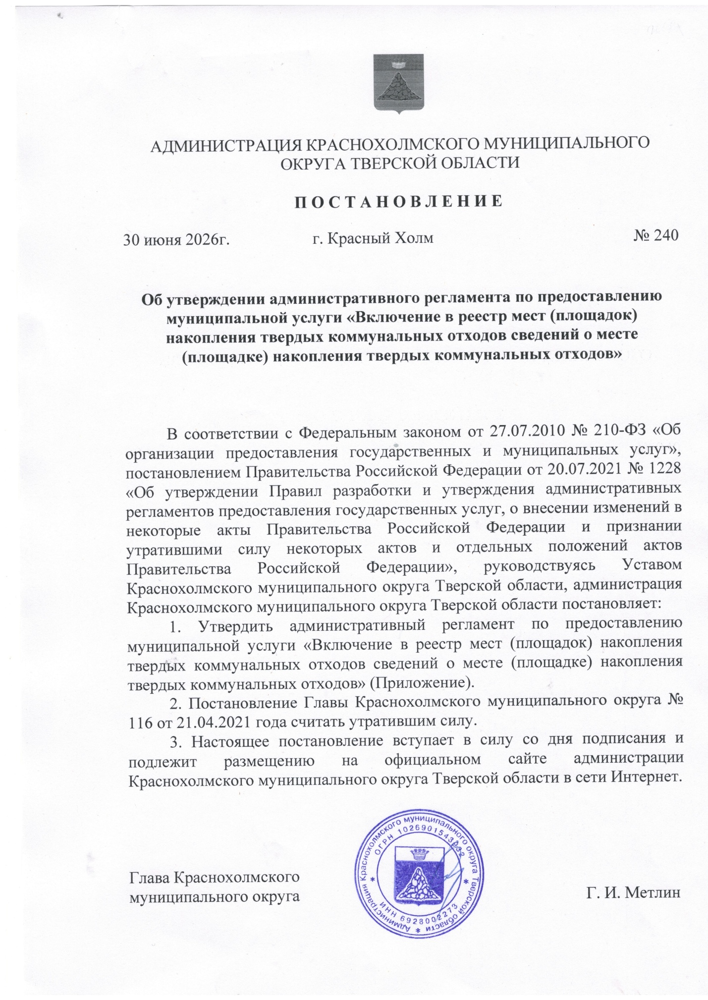 АДМИНИСТРАЦИЯ КРАСНОХОЛМСКОГО МУНИЦИПАЛЬНОГО
ОКРУГА ТВЕРСКОЙ ОБЛАСТИ
П О С Т А Н О В Л Е Н И Е
30 июня 2026г. г. Красный Холм № 240
Об утверждении административного регламента по предоставлению
муниципальной услуги «Включение в реестр мест (площадок)
накопления твердых коммунальных отходов сведений о месте
(площадке) накопления твердых коммунальных отходов»
В соответствии с Федеральным законом от 27.07.2010 № 210-ФЗ «Об
организации предоставления государственных и муниципальных услуг»,
постановлением Правительства Российской Федерации от 20.07.2021 № 1228
«Об утверждении Правил разработки и утверждения административных
регламентов предоставления государственных услуг, о внесении изменений в
некоторые акты Правительства Российской Федерации и признании
утратившими силу некоторых актов и отдельных положений актов
Правительства Российской Федерации», руководствуясь Уставом
Краснохолмского муниципального округа Тверской области, администрация
Краснохолмского муниципального округа Тверской области постановляет:
1. Утвердить административный регламент по предоставлению
муниципальной услуги «Включение в реестр мест (площадок) накопления
твердых коммунальных отходов сведений о месте (площадке) накопления
твердых коммунальных отходов» (Приложение).
2. Постановление Главы Краснохолмского муниципального округа №
116 от 21.04.2021 года считать утратившим силу.
3. Настоящее постановление вступает в силу со дня подписания и
подлежит размещению на официальном сайте администрации
Краснохолмского муниципального округа Тверской области в сети Интернет.
Глава Краснохолмского
муниципального округа
Администрация Краснохолмского муниципального округа Тверской области
ОГРН 1026901543932
ИНН 6928002273
Г. И. Метлин